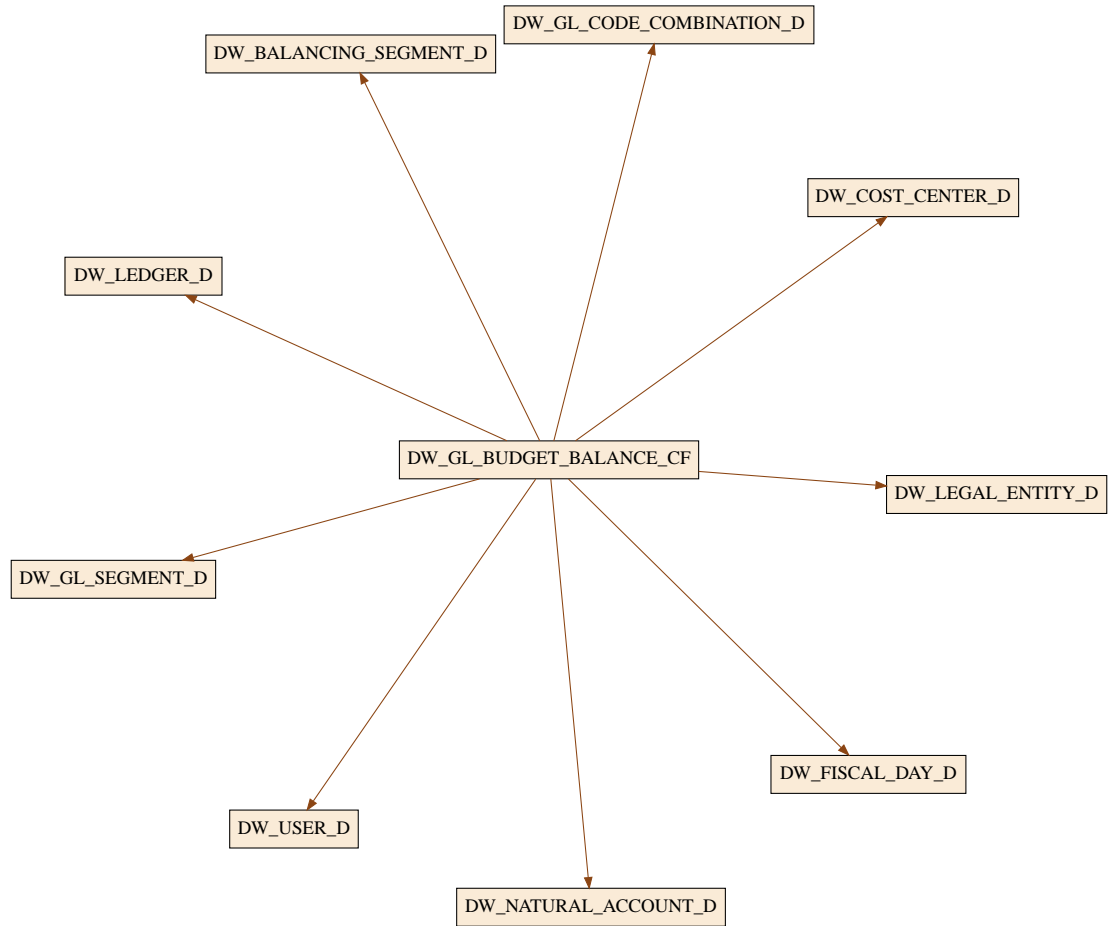 DW_GL_CODE_COMBINATION_D
DW_BALANCING_SEGMENT_D
DW_COST_CENTER_D
DW_LEDGER_D
DW_GL_BUDGET_BALANCE_CF
DW_LEGAL_ENTITY_D
DW_GL_SEGMENT_D
DW_FISCAL_DAY_D
DW_USER_D
DW_NATURAL_ACCOUNT_D